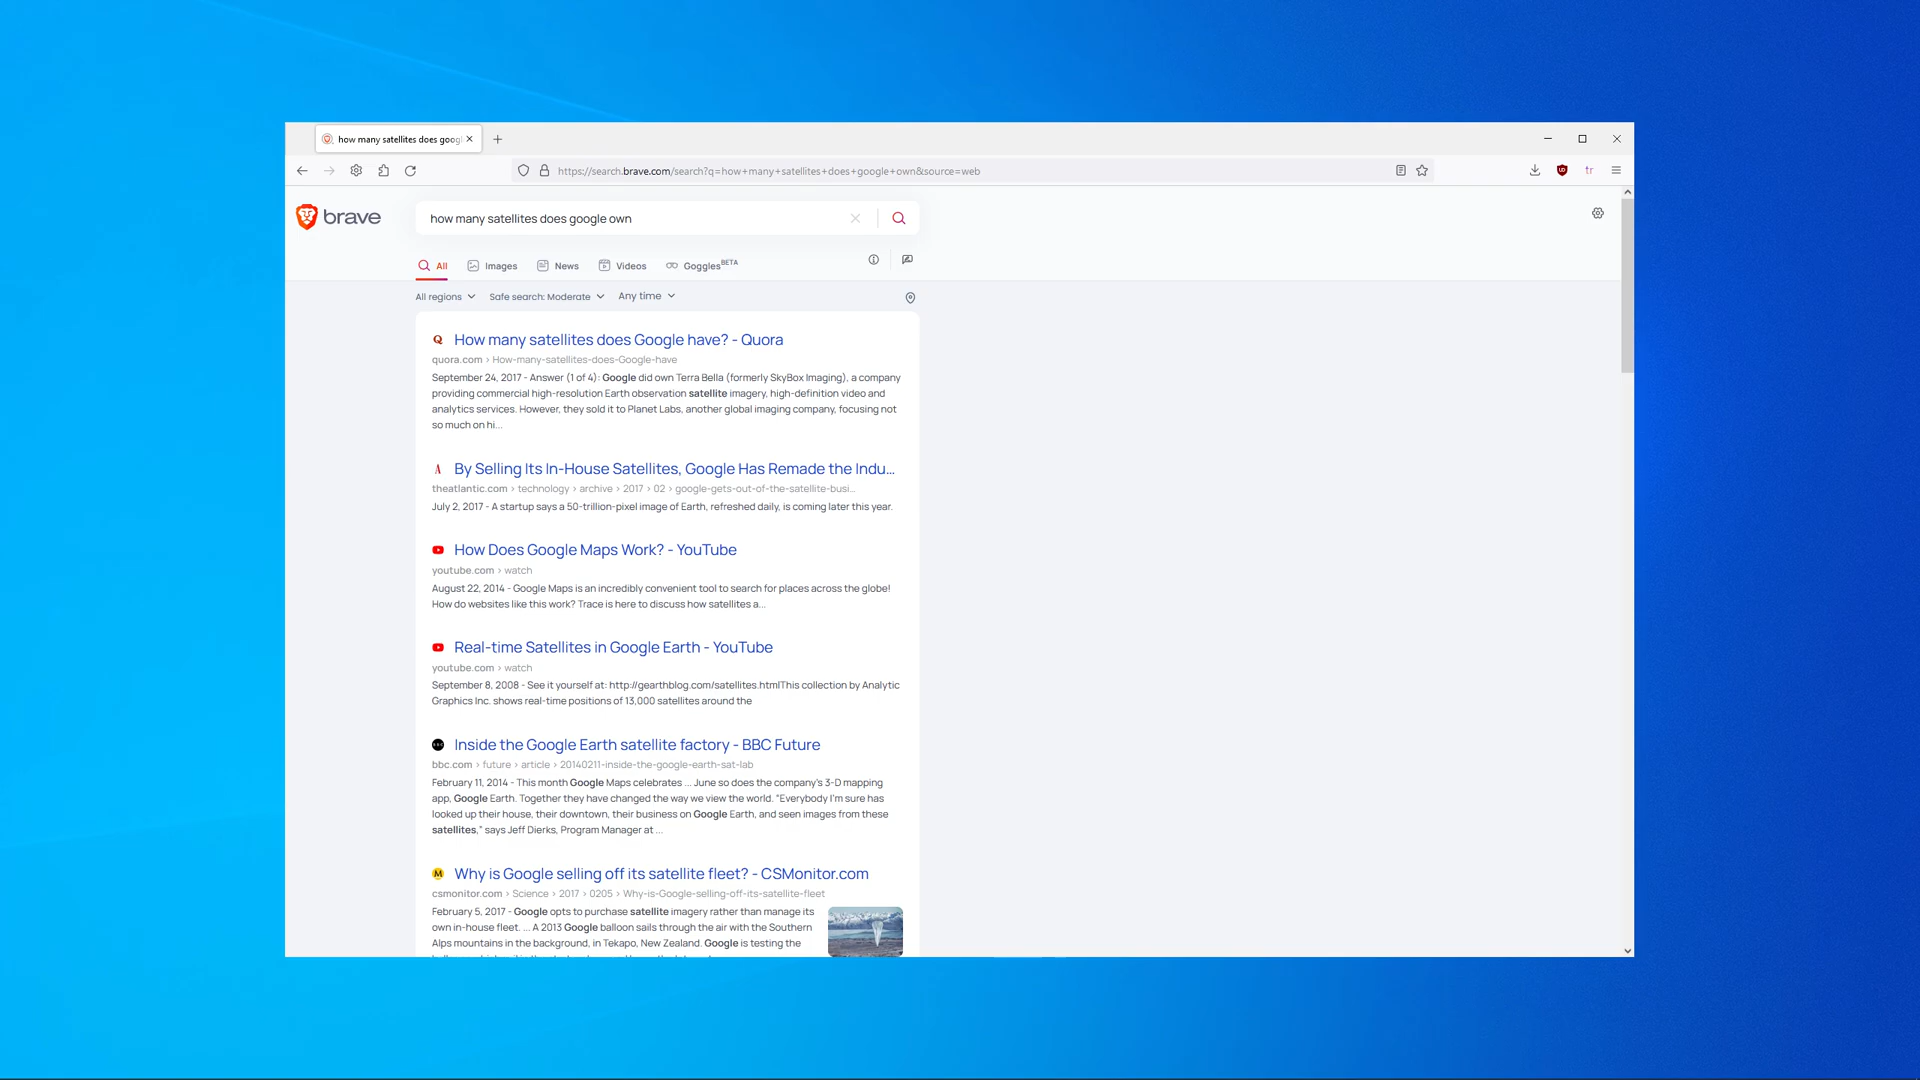 how many satellites does googl
https://search.brave.com/search?q=how+many+satellites+does+google+own&source=web
tr
brave
how many satellites does google own
All
Images
News
Videos
Goggles BETA
All regions
Safe search: Moderate
Any time
How many satellites does Google have? - Quora
quora.com › How-many-satellites-does-Google-have
September 24, 2017 - Answer (1 of 4): Google did own Terra Bella (formerly SkyBox Imaging), a company
providing commercial high-resolution Earth observation satellite imagery, high-definition video and
analytics services. However, they sold it to Planet Labs, another global imaging company, focusing not
so much on hi...
By Selling Its In-House Satellites, Google Has Remade the Indu...
theatlantic.com › technology › archive › 2017 › 02 › google-gets-out-of-the-satellite-busi...
July 2, 2017 - A startup says a 50-trillion-pixel image of Earth, refreshed daily, is coming later this year.
How Does Google Maps Work? - YouTube
youtube.com › watch
August 22, 2014 - Google Maps is an incredibly convenient tool to search for places across the globe!
How do websites like this work? Trace is here to discuss how satellites a...
Real-time Satellites in Google Earth - YouTube
youtube.com › watch
September 8, 2008 - See it yourself at: http://gearthblog.com/satellites.htmlThis collection by Analytic
Graphics Inc. shows real-time positions of 13,000 satellites around the
Inside the Google Earth satellite factory - BBC Future
bbc.com › future › article › 20140211-inside-the-google-earth-sat-lab
February 11, 2014 - This month Google Maps celebrates ... June so does the company's 3-D mapping
app, Google Earth. Together they have changed the way we view the world. "Everybody I'm sure has
looked up their house, their downtown, their business on Google Earth, and seen images from these
satellites," says Jeff Dierks, Program Manager at ...
Why is Google selling off its satellite fleet? - CSMonitor.com
csmonitor.com › Science › 2017 › 0205 › Why-is-Google-selling-off-its-satellite-fleet
February 5, 2017 - Google opts to purchase satellite imagery rather than manage its
own in-house fleet. ... A 2013 Google balloon sails through the air with the Southern
Alps mountains in the background, in Tekapo, New Zealand. Google is testing the